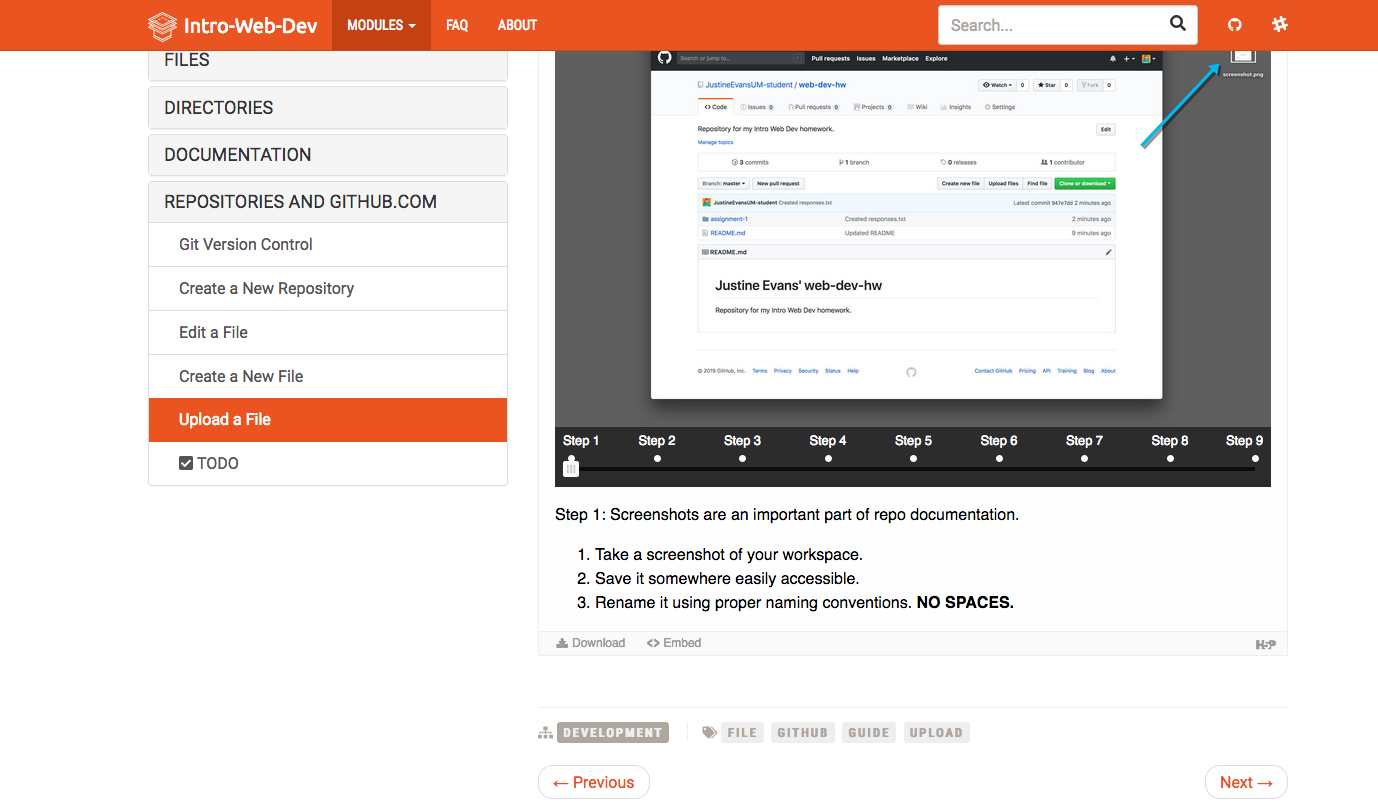 Intro-Web-Dev MODULES FAQ ABOUT Search...
FILES
DIRECTORIES
DOCUMENTATION
REPOSITORIES AND GITHUB.COM
Git Version Control
Create a New Repository
Edit a File
Create a New File
Upload a File
TODO
Search or jump to... / Pull requests Issues Marketplace Explore
screenshot.png
JustineEvansUM-student / web-dev-hw Watch 0 Star 0 Fork 0
Code Issues 0 Pull requests 0 Projects 0 Wiki Insights Settings
Repository for my Intro Web Dev homework. Edit
Manage topics
3 commits 1 branch 0 releases 1 contributor
Branch: master New pull request Create new file Upload files Find file Clone or download
JustineEvansUM-student Created responses.txt Latest commit 947e7dd 2 minutes ago
assignment-1 Created responses.txt 2 minutes ago
README.md Updated README 9 minutes ago
README.md
Justine Evans' web-dev-hw
Repository for my Intro Web Dev homework.
© 2019 GitHub, Inc. Terms Privacy Security Status Help Contact GitHub Pricing API Training Blog About
Step 1 Step 2 Step 3 Step 4 Step 5 Step 6 Step 7 Step 8 Step 9
Step 1: Screenshots are an important part of repo documentation.
1. Take a screenshot of your workspace.
2. Save it somewhere easily accessible.
3. Rename it using proper naming conventions. NO SPACES.
Download Embed H5P
DEVELOPMENT FILE GITHUB GUIDE UPLOAD
← Previous Next →